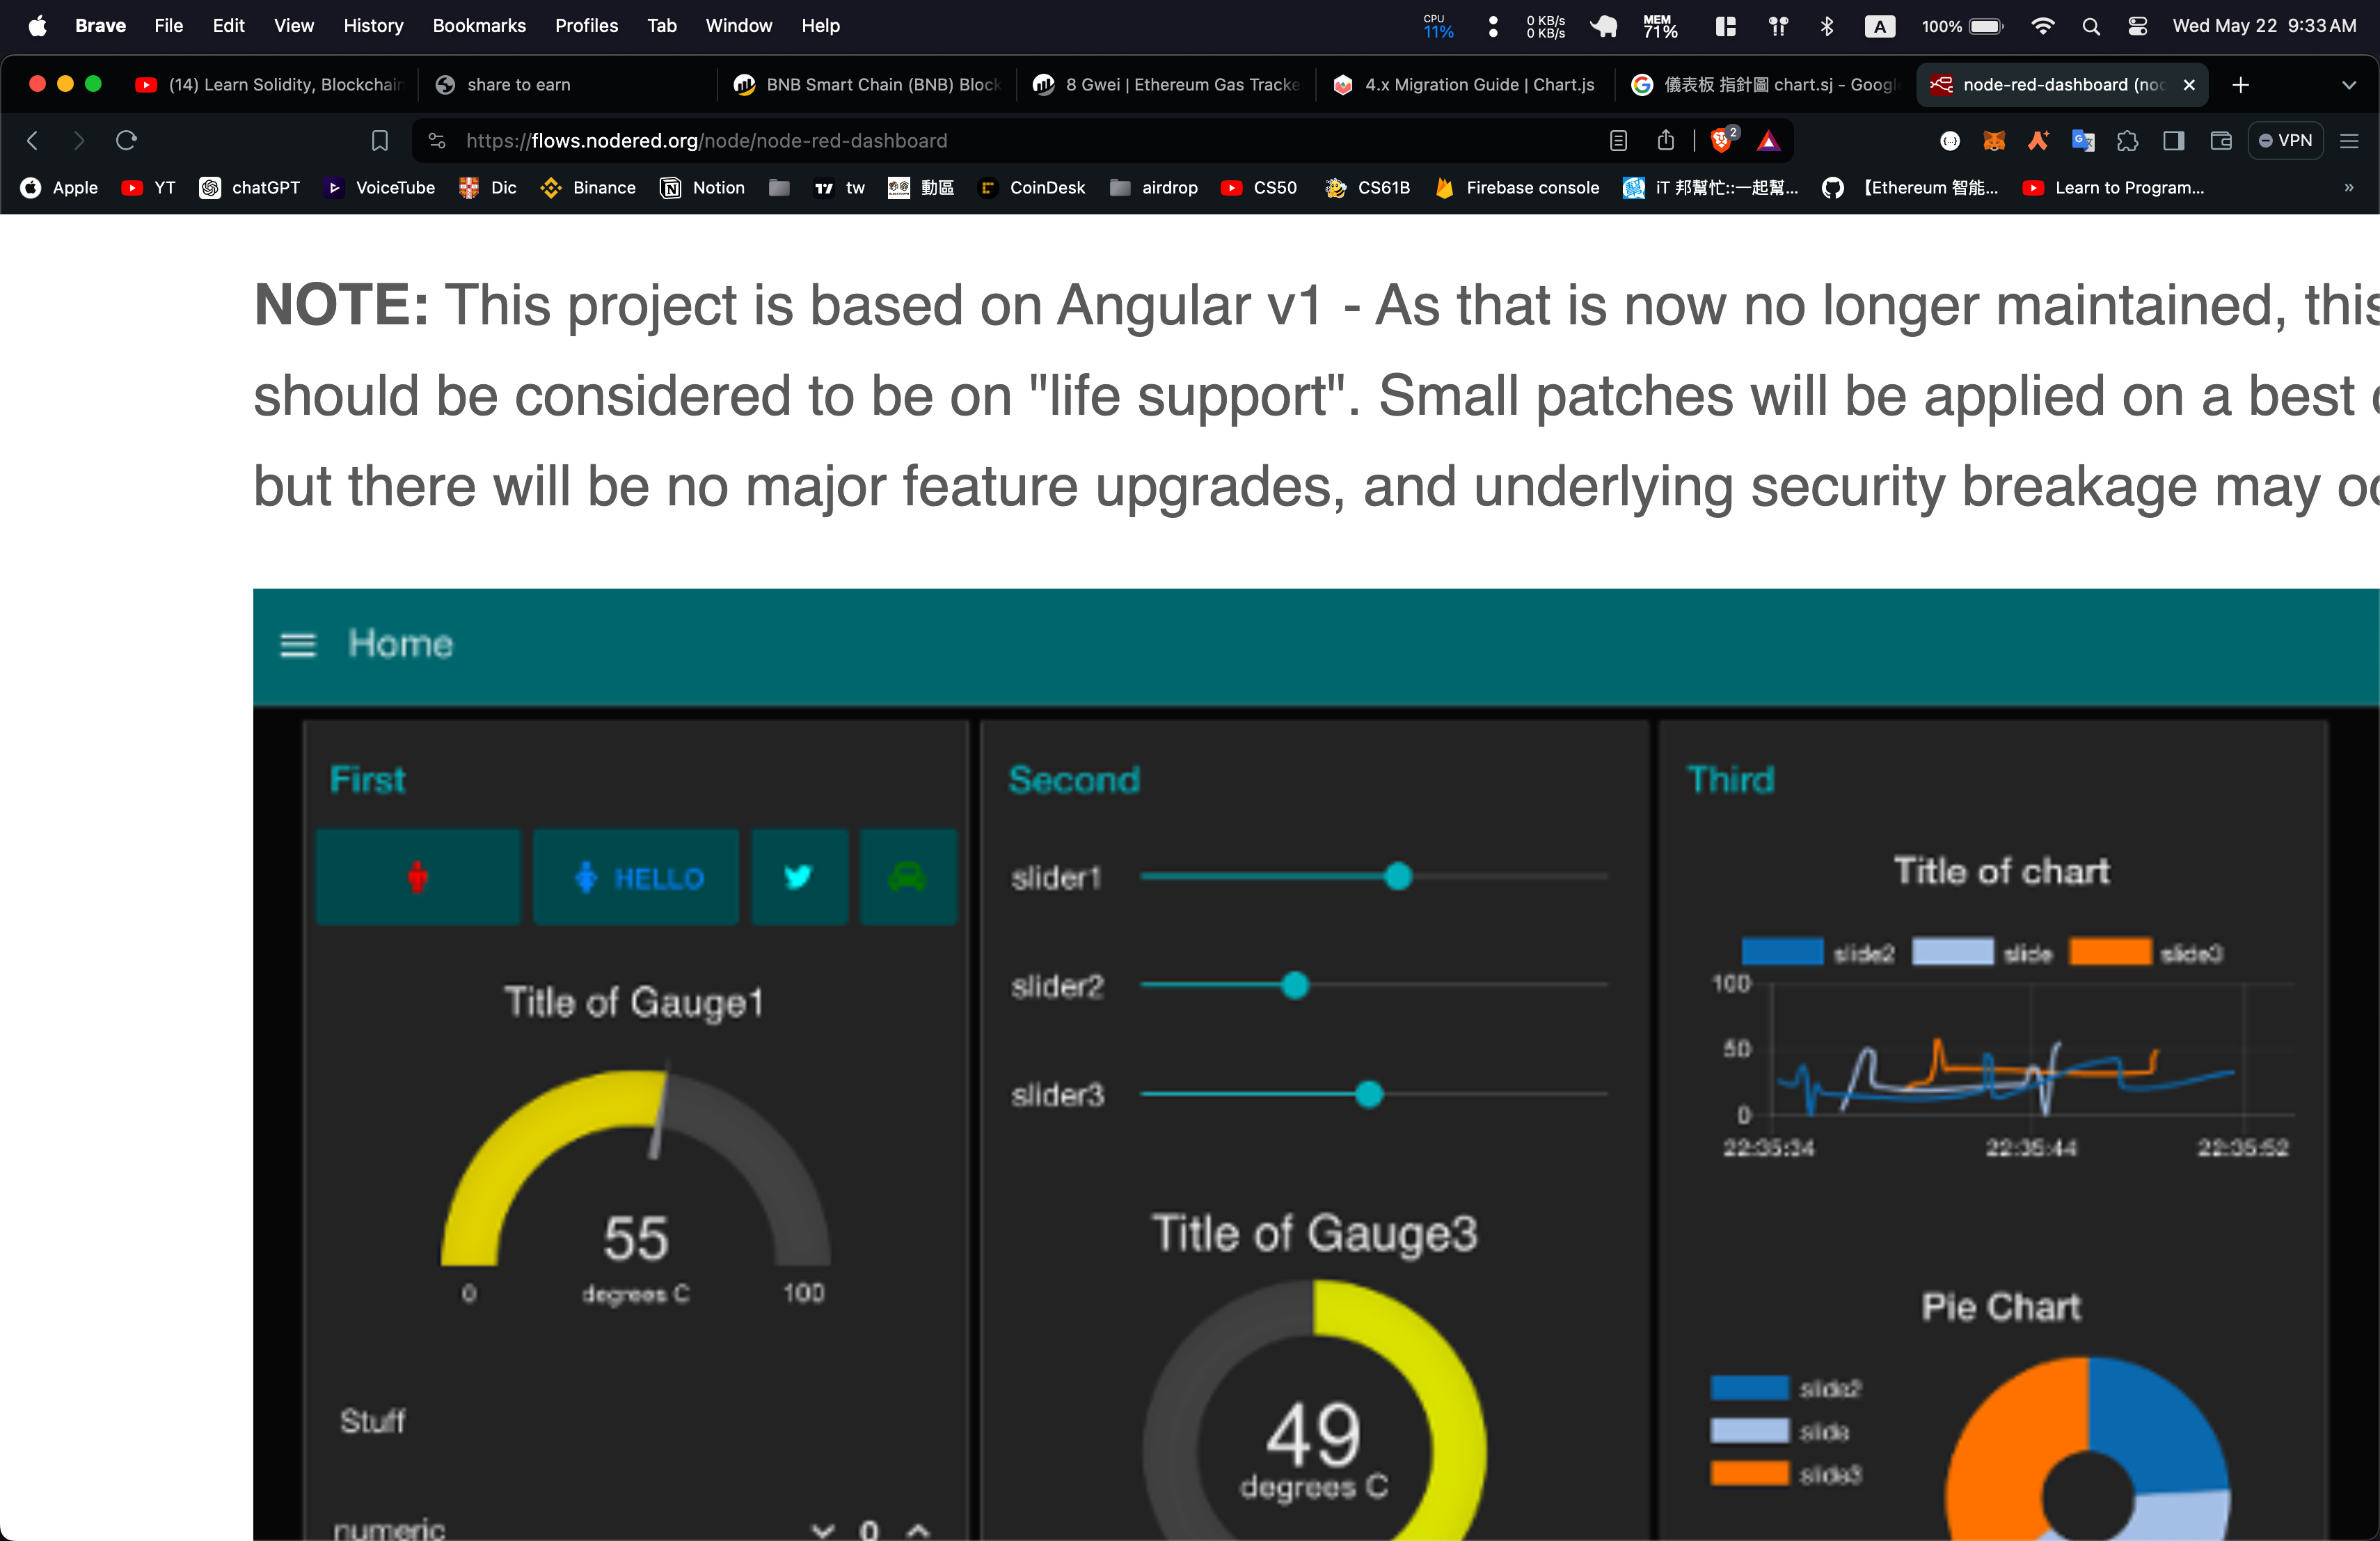 Brave File Edit View History Bookmarks Profiles Tab Window Help CPU 11% 0 KB/s 0 KB/s MEM 71% A 100% Wed May 22 9:33 AM
(14) Learn Solidity, Blockchain share to earn BNB Smart Chain (BNB) Block 8 Gwei | Ethereum Gas Tracke 4.x Migration Guide | Chart.js 儀表板 指針圖 chart.sj - Google node-red-dashboard (nod
https://flows.nodered.org/node/node-red-dashboard 2 VPN
Apple YT chatGPT VoiceTube Dic Binance Notion tw 動區 CoinDesk airdrop CS50 CS61B Firebase console iT 邦幫忙::一起幫... 【Ethereum 智能... Learn to Program... »
NOTE: This project is based on Angular v1 - As that is now no longer maintained, this
should be considered to be on "life support". Small patches will be applied on a best
but there will be no major feature upgrades, and underlying security breakage may
Home
First
HELLO
Title of Gauge1
55
degrees C
0 100
Stuff
numeric 0
Second
slider1
slider2
slider3
Title of Gauge3
49
degrees C
Third
Title of chart
slide2 slide slide3
100
50
0
22:35:34 22:35:44 22:35:52
Pie Chart
slide2
slide
slide3